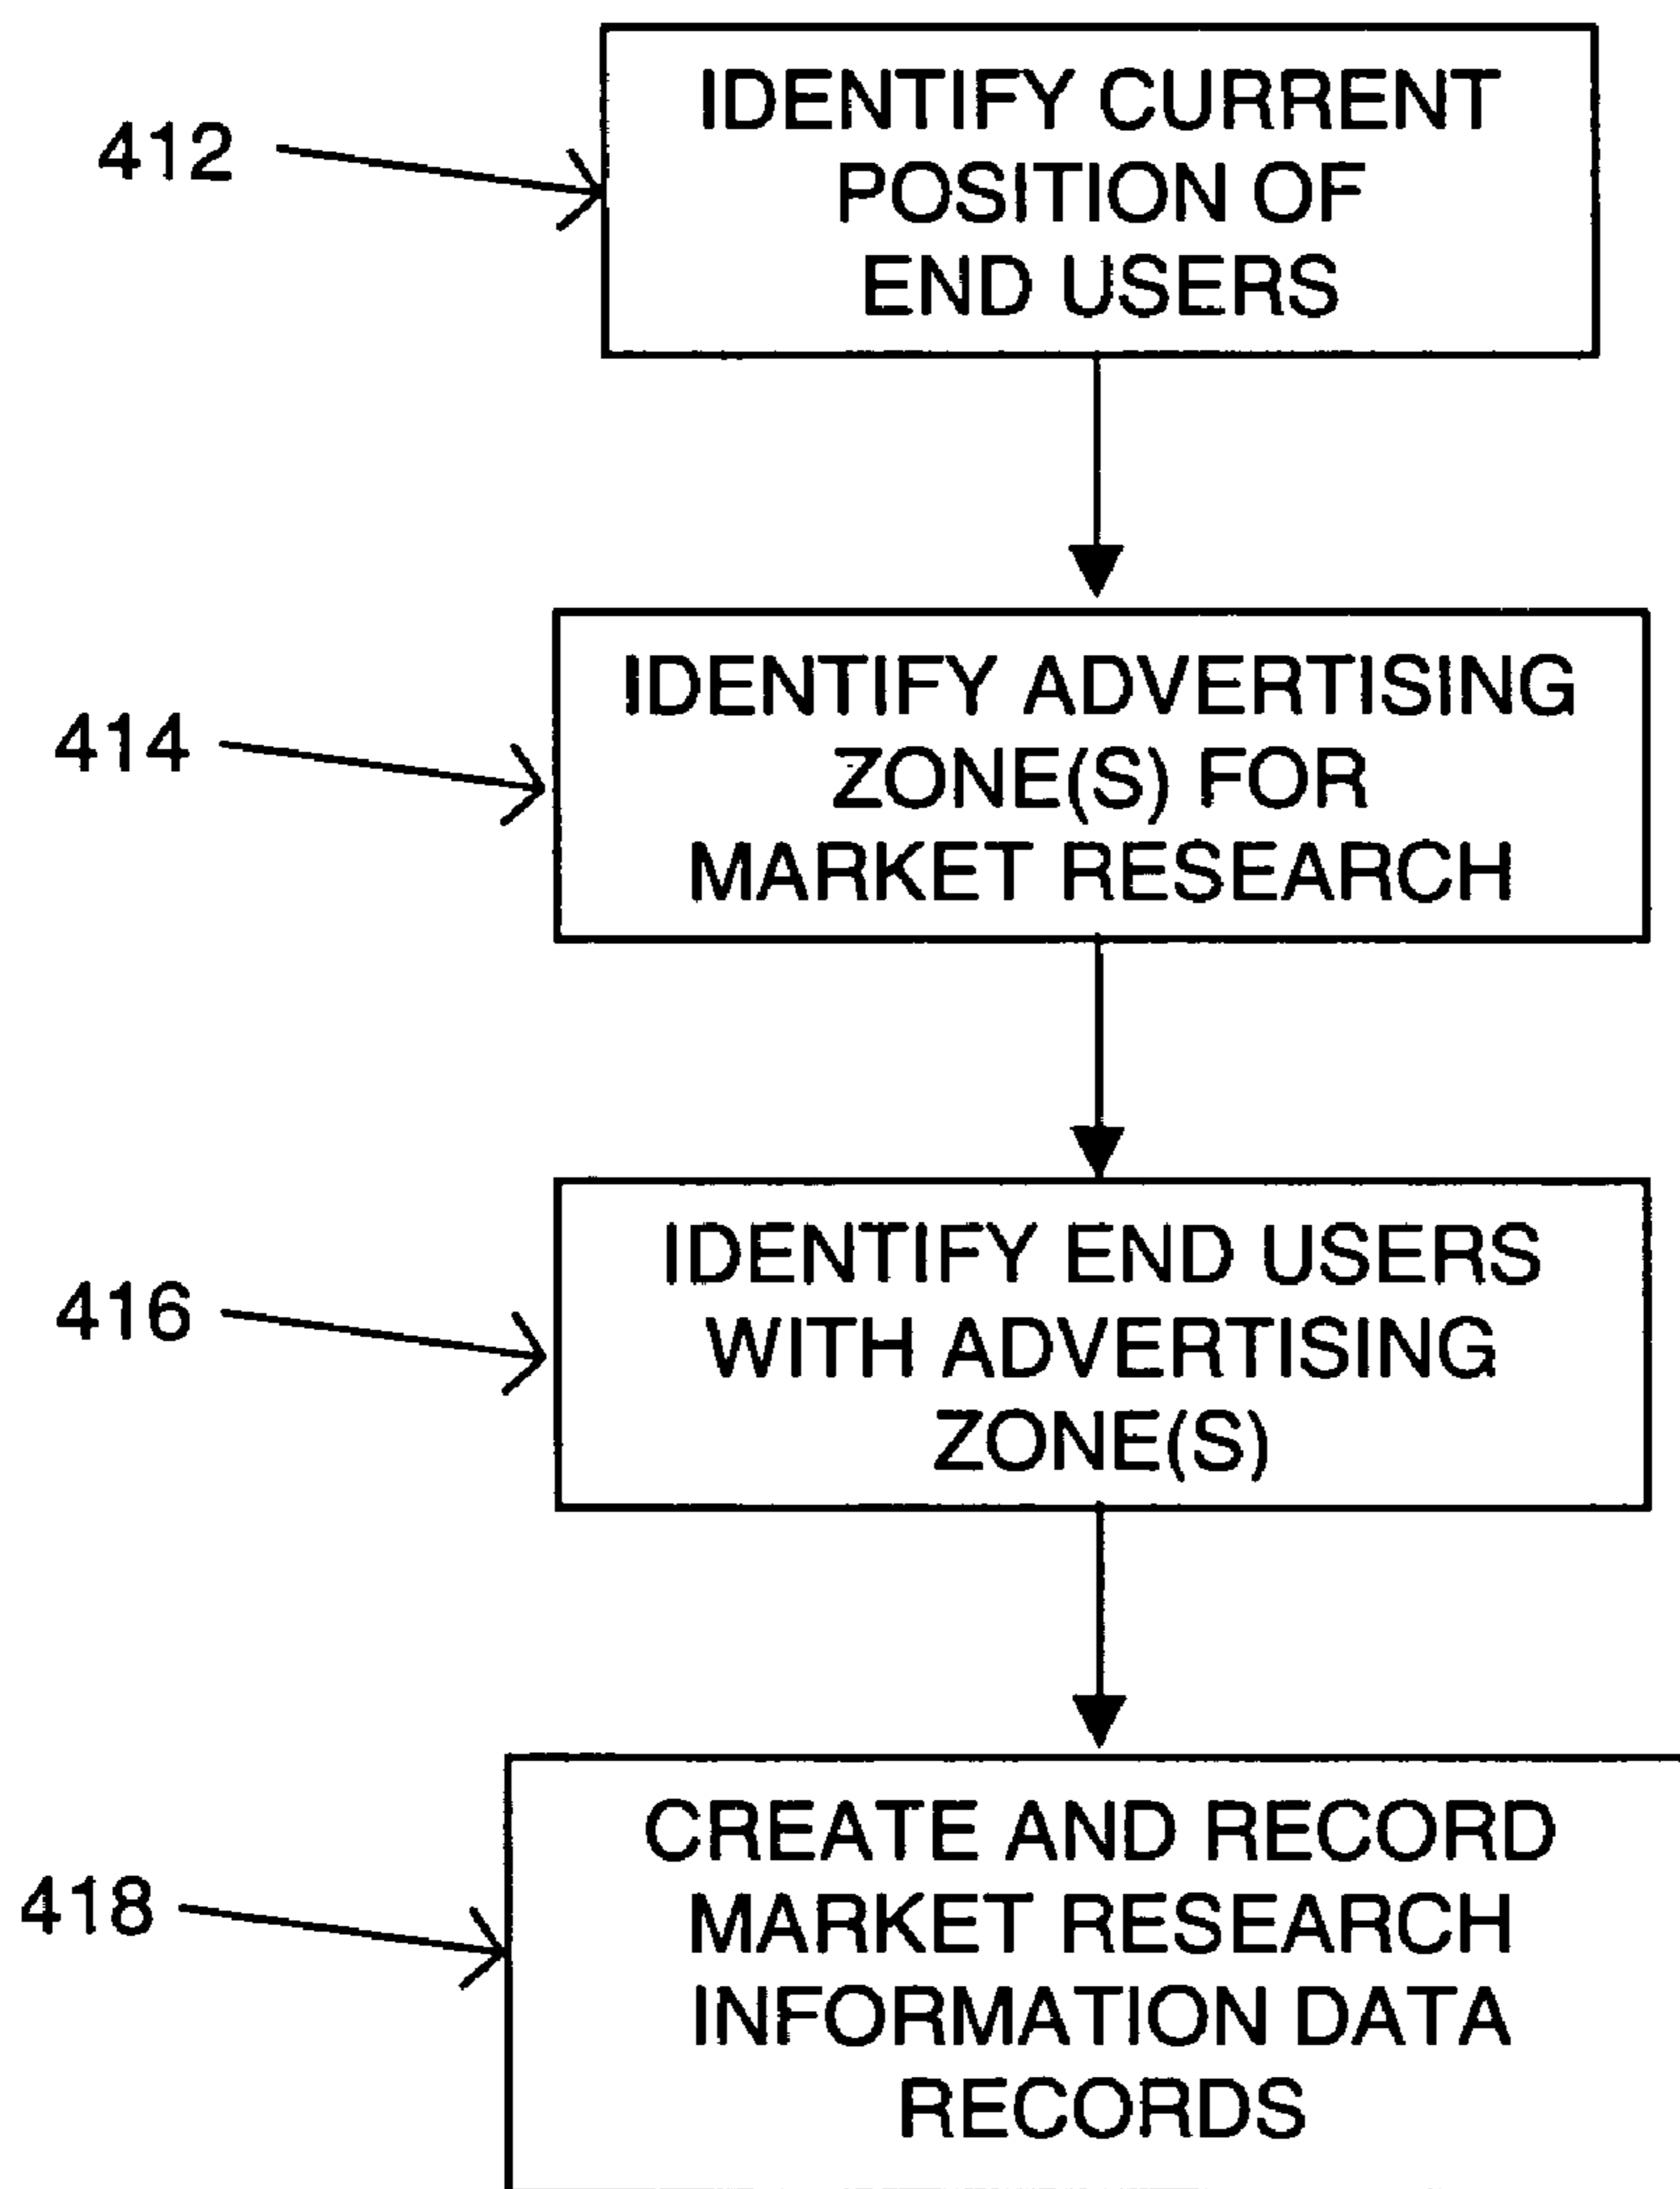 412
IDENTIFY CURRENT
POSITION OF
END USERS
414
IDENTIFY ADVERTISING
ZONE(S) FOR
MARKET RESEARCH
416
IDENTIFY END USERS
WITH ADVERTISING
ZONE(S)
418
CREATE AND RECORD
MARKET RESEARCH
INFORMATION DATA
RECORDS